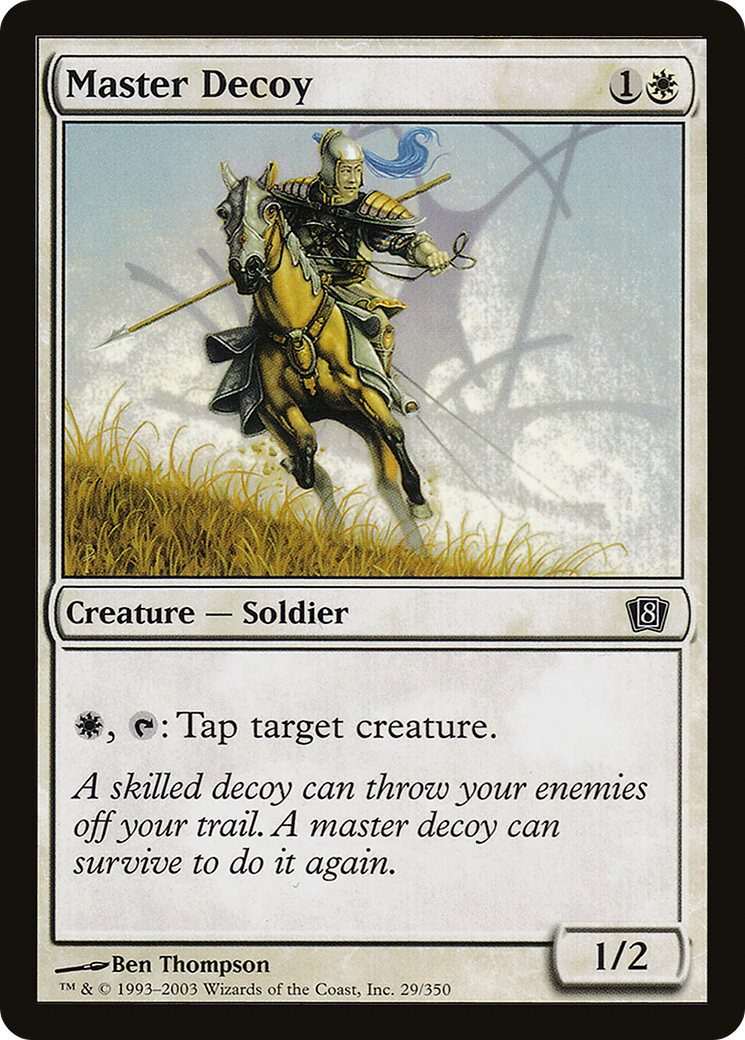 Master Decoy
1
Creature — Soldier
8
, : Tap target creature.
A skilled decoy can throw your enemies
off your trail. A master decoy can
survive to do it again.
1/2
Ben Thompson
™ & © 1993–2003 Wizards of the Coast, Inc. 29/350